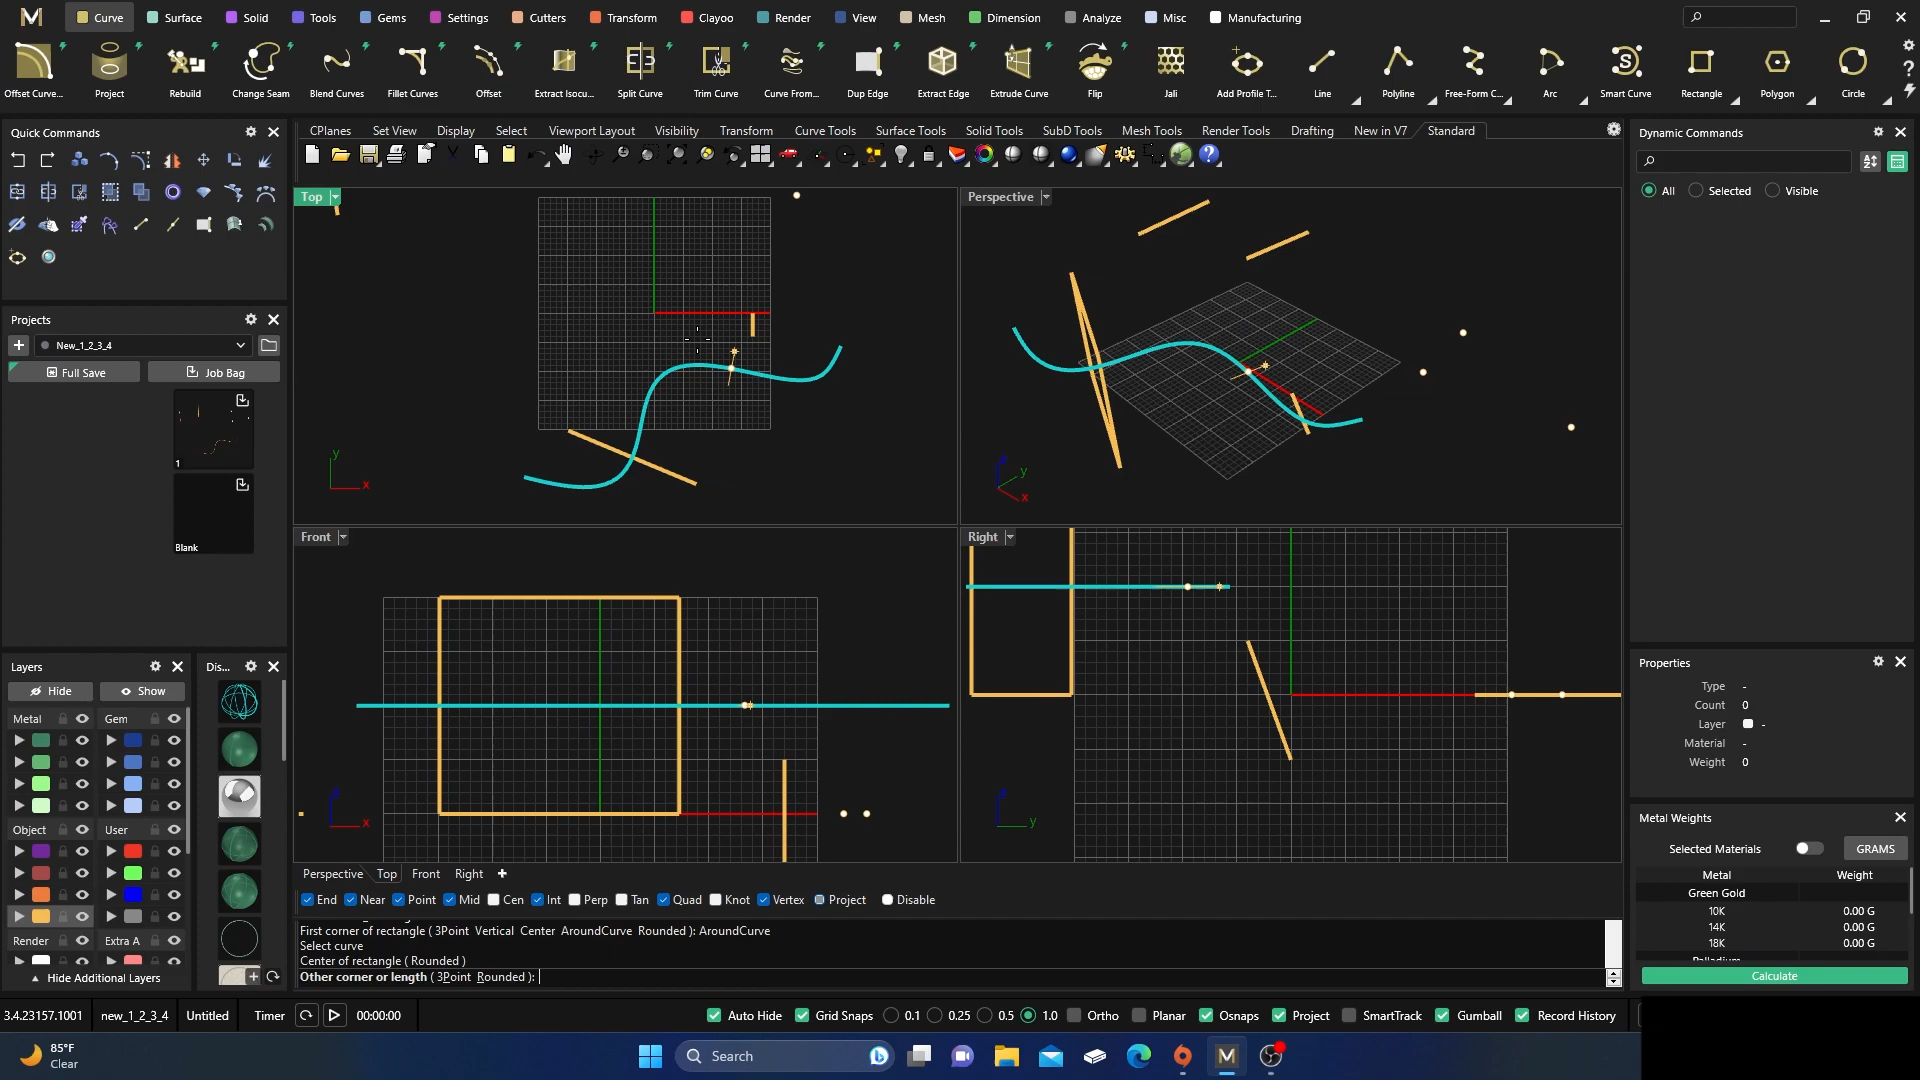 Curve Surface Solid Tools Gems Settings Cutters Transform Clayoo Render View Mesh Dimension Analyze Misc Manufacturing
Offset Curve... Project Rebuild Change Seam Blend Curves Fillet Curves Offset Extract Isocu... Split Curve Trim Curve Curve From... Dup Edge Extract Edge Extrude Curve Flip Jali Add Profile T... Line Polyline Free-Form C... Arc Smart Curve Rectangle Polygon Circle
Quick Commands
CPlanes Set View Display Select Viewport Layout Visibility Transform Curve Tools Surface Tools Solid Tools SubD Tools Mesh Tools Render Tools Drafting New in V7 Standard
Dynamic Commands
All Selected Visible
Top
Perspective
Projects
New_1_2_3_4
Full Save Job Bag
1
Blank
y
x
z
y
x
Front
Right
z
x
z
y
Layers
Dis...
Hide Show
Metal Gem
Object User
Render Extra A
Hide Additional Layers
Properties
Type -
Count 0
Layer -
Material -
Weight 0
Metal Weights
Selected Materials GRAMS
Metal Weight
Green Gold
10K 0.00 G
14K 0.00 G
18K 0.00 G
Palladium
Calculate
Perspective Top Front Right
End Near Point Mid Cen Int Perp Tan Quad Knot Vertex Project Disable
First corner of rectangle ( 3Point Vertical Center AroundCurve Rounded ): AroundCurve
Select curve
Center of rectangle ( Rounded )
Other corner or length ( 3Point Rounded ):
3.4.23157.1001 new_1_2_3_4 Untitled Timer 00:00:00 Auto Hide Grid Snaps 0.1 0.25 0.5 1.0 Ortho Planar Osnaps Project SmartTrack Gumball Record History
85°F
Clear
Search